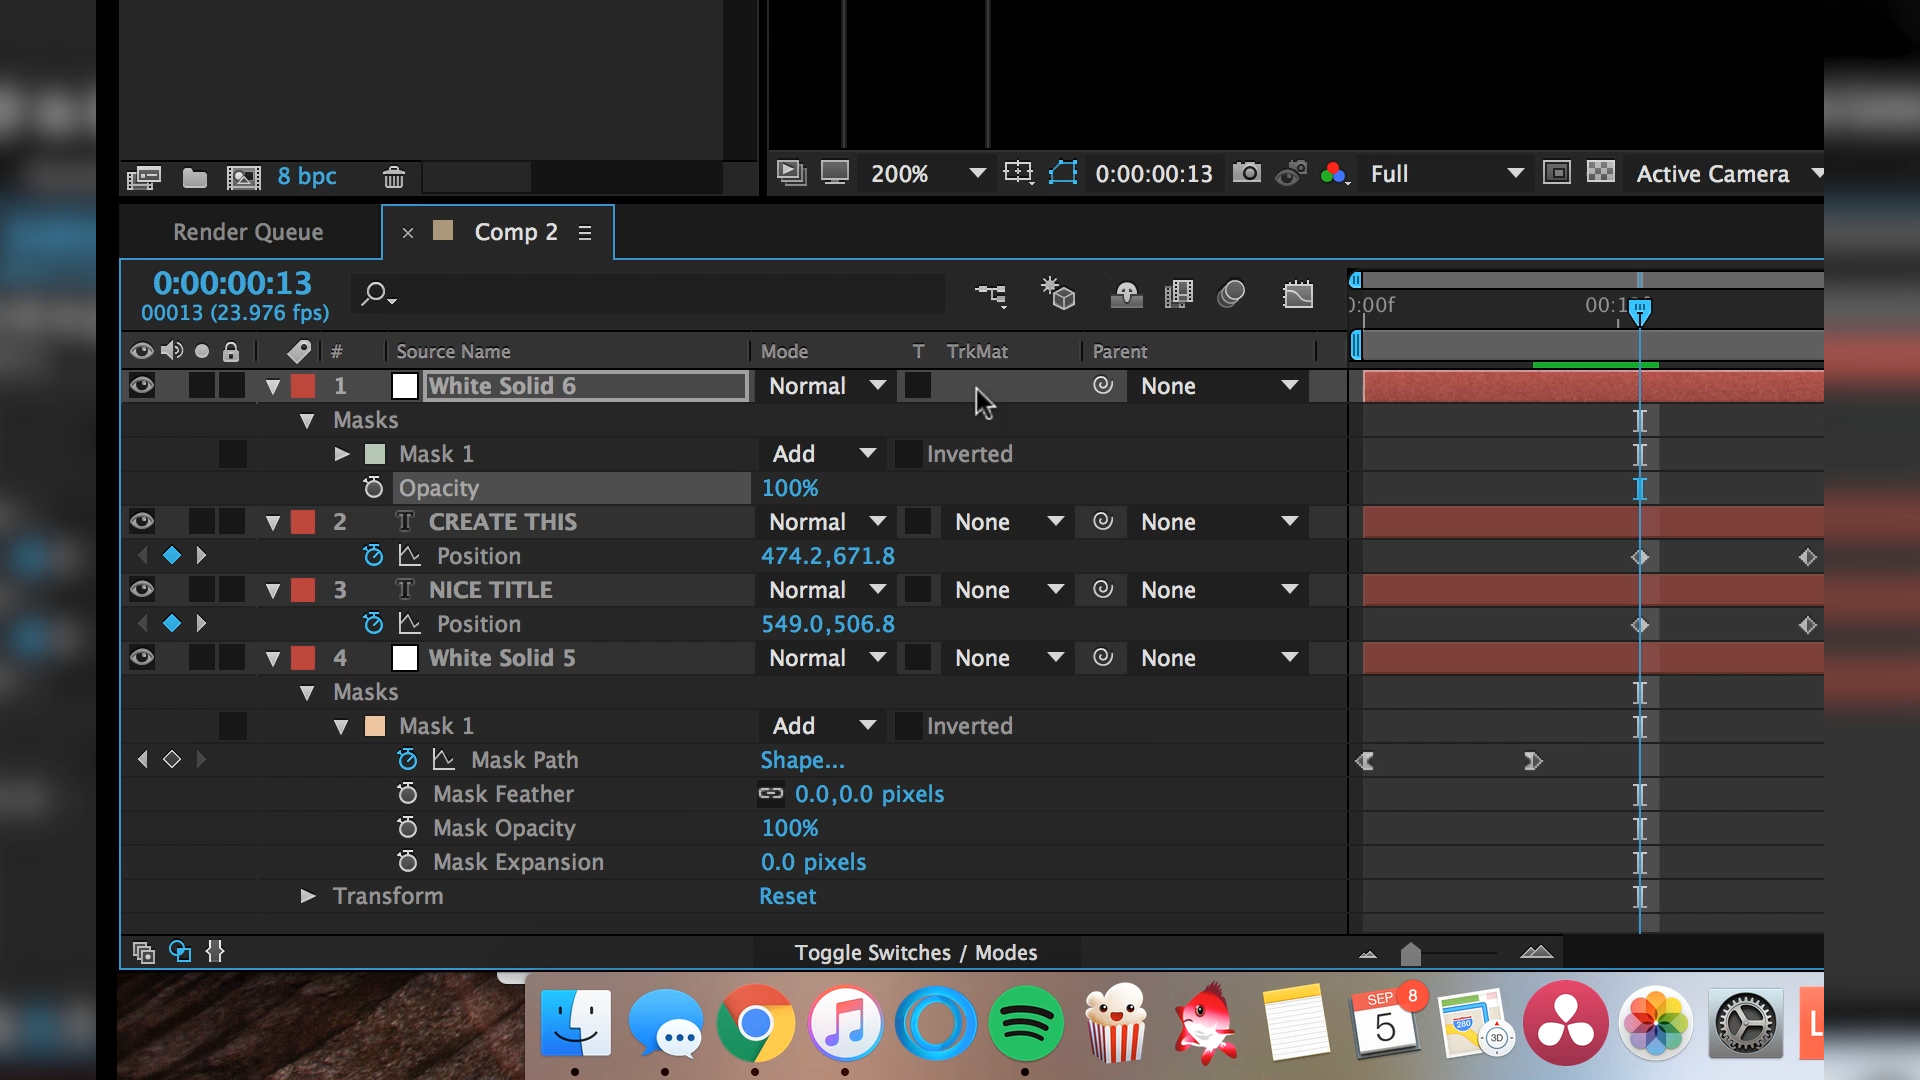 8 bpc
200% 0:00:00:13 Full Active Camera
Render Queue × Comp 2
0:00:00:13
00013 (23.976 fps)
0:00f
# Source Name Mode T TrkMat Parent
1 White Solid 6 Normal None
Masks
Mask 1 Add Inverted
Opacity 100%
2 T CREATE THIS Normal None None
Position 474.2,671.8
3 T NICE TITLE Normal None None
Position 549.0,506.8
4 White Solid 5 Normal None None
Masks
Mask 1 Add Inverted
Mask Path Shape...
Mask Feather 0.0,0.0 pixels
Mask Opacity 100%
Mask Expansion 0.0 pixels
Transform Reset
Toggle Switches / Modes
SEP 8
5
280
3D
L